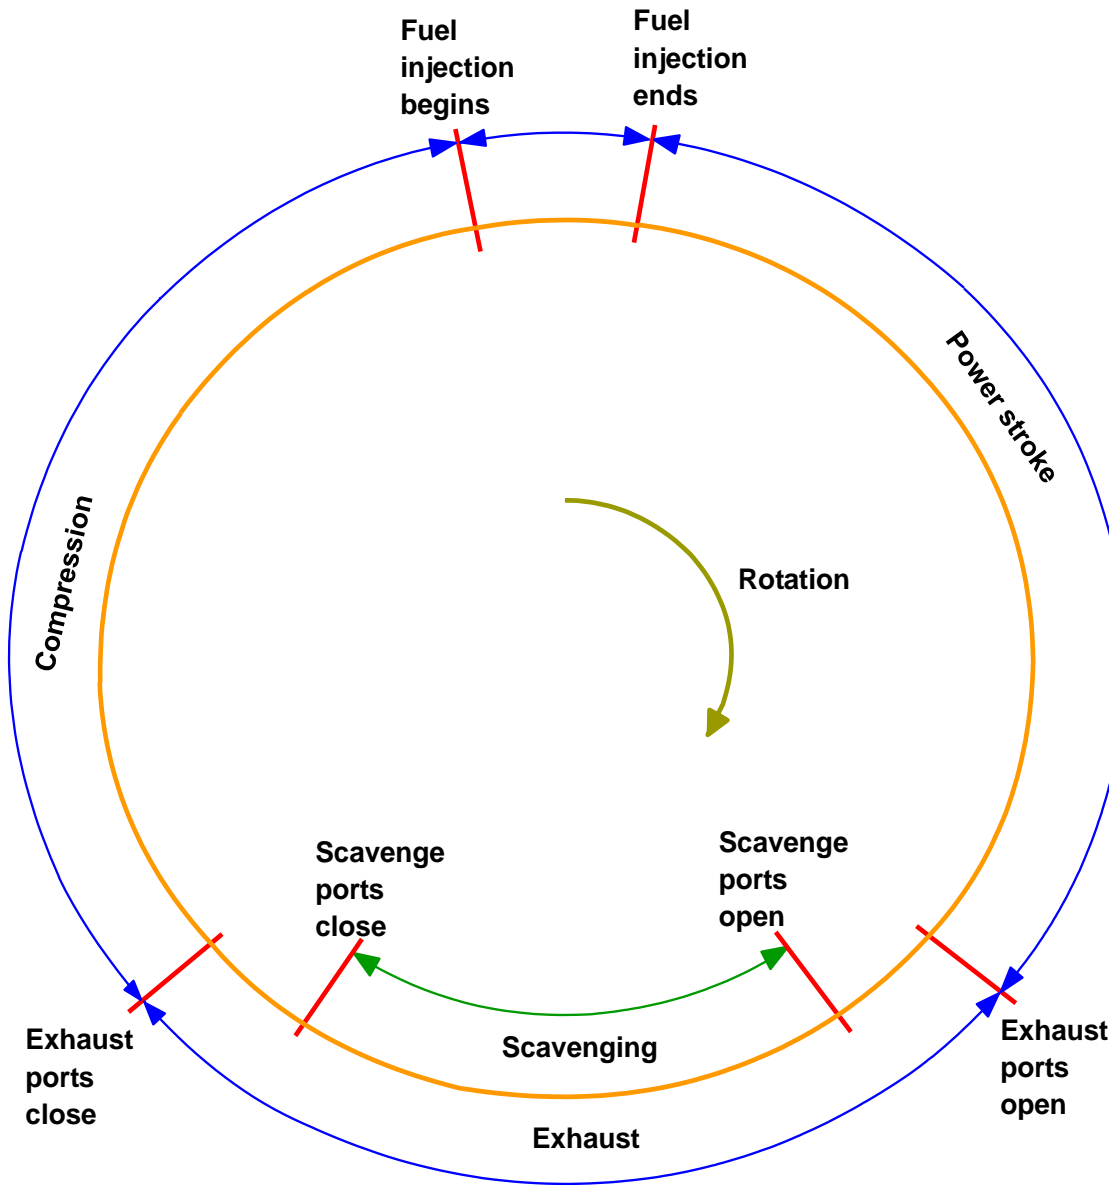 Fuel
injection
begins
Fuel
injection
ends
Power stroke
Compression
Rotation
Scavenge
ports
close
Scavenge
ports
open
Scavenging
Exhaust
ports
close
Exhaust
ports
open
Exhaust